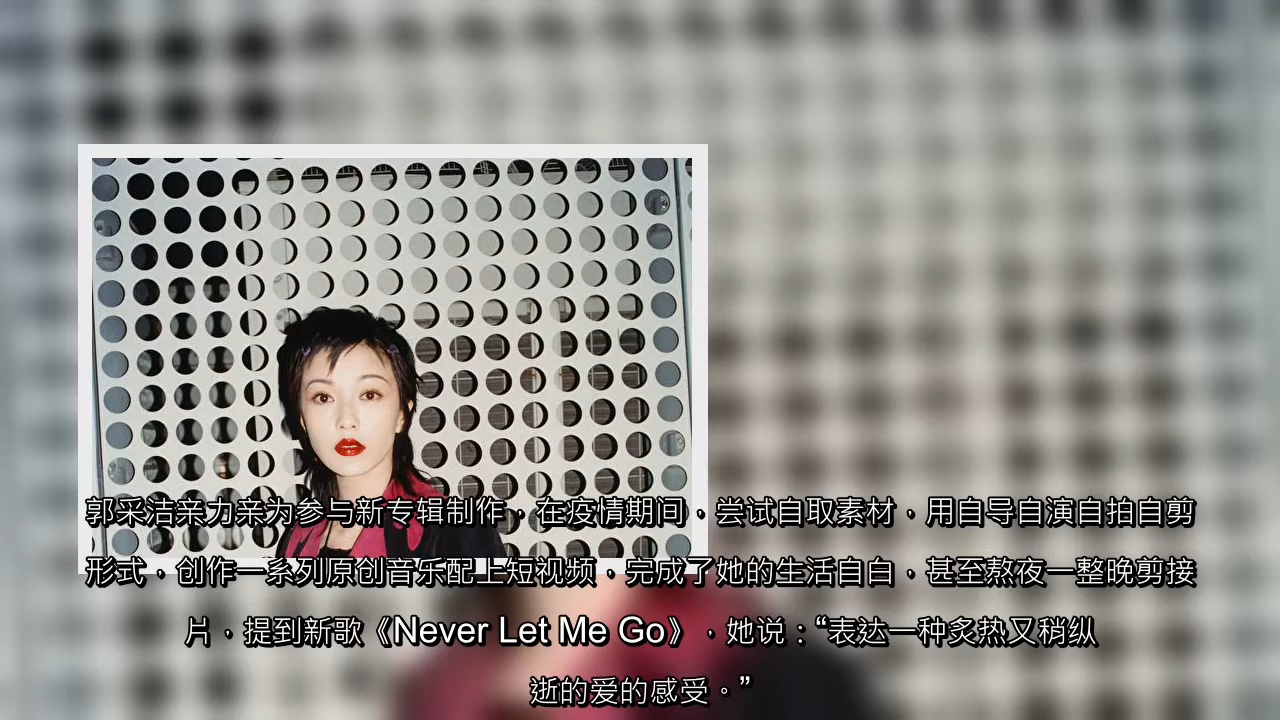 郭采洁亲力亲为参与新专辑制作，在疫情期间，尝试自取素材，用自导自演自拍自剪
形式，创作一系列原创音乐配上短视频，完成了她的生活自白，甚至熬夜一整晚剪接
片，提到新歌《Never Let Me Go》，她说：“表达一种炙热又稍纵
逝的爱的感受。”